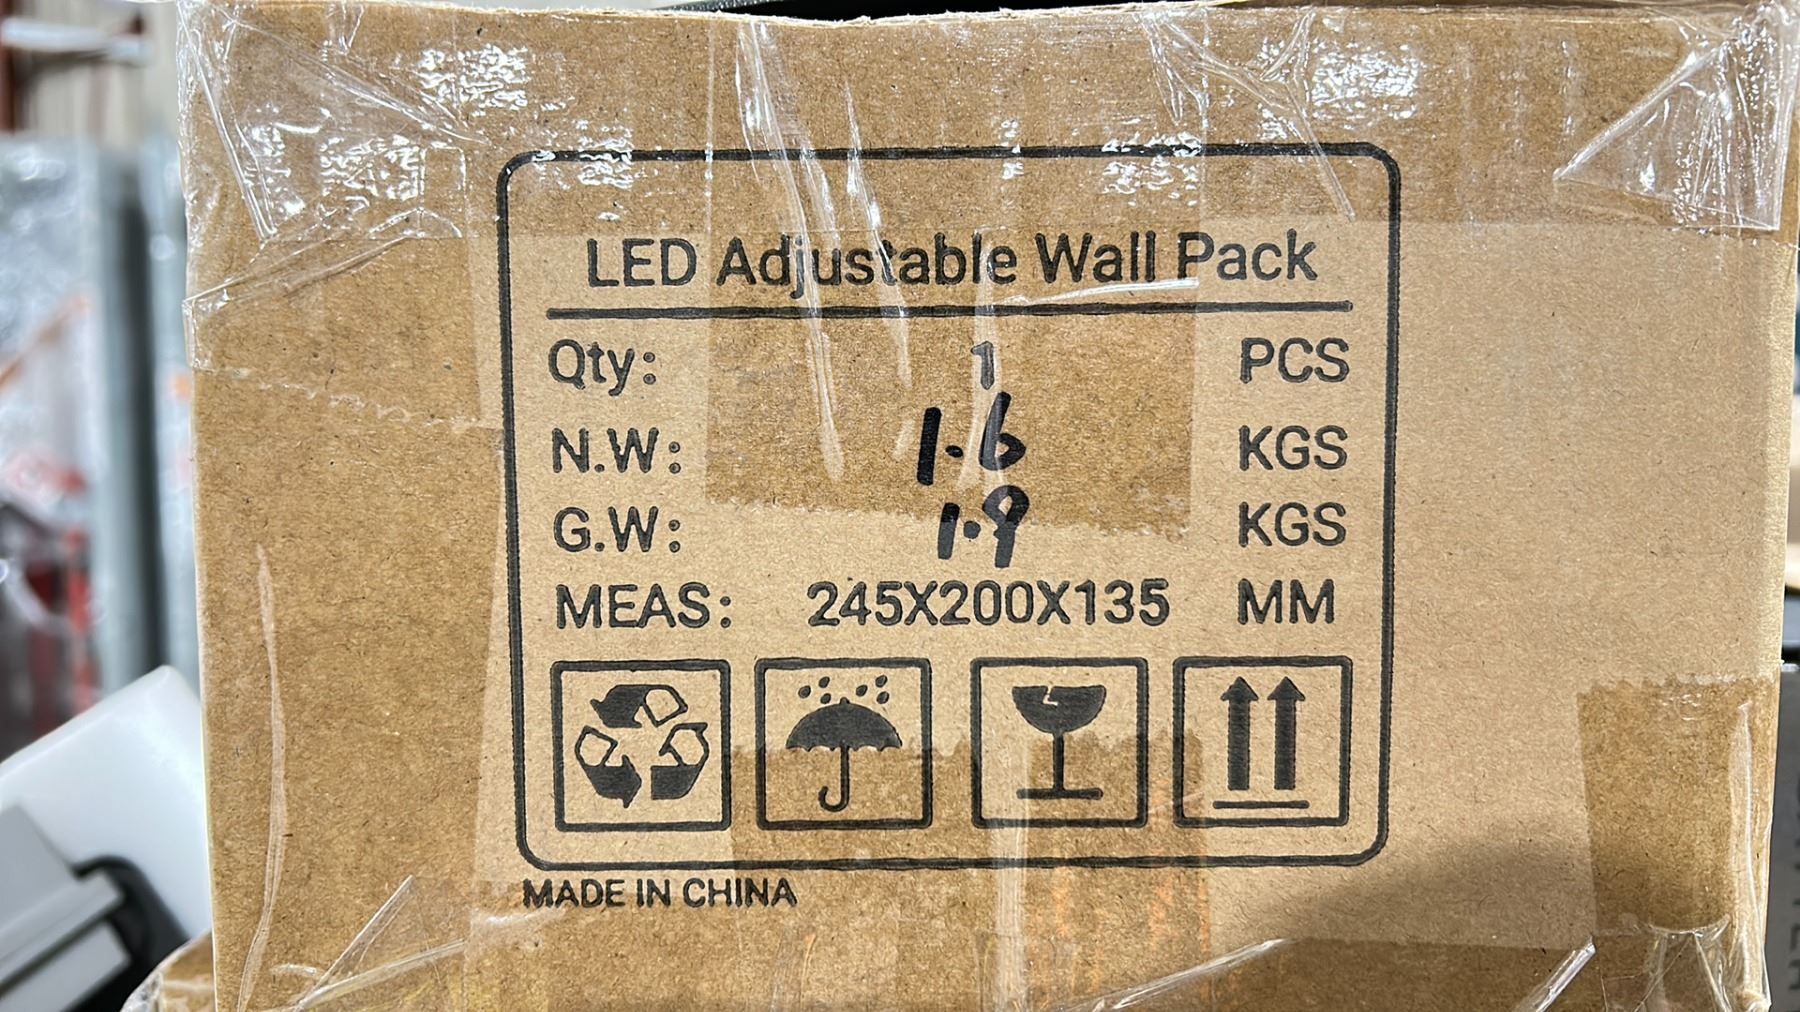 LED Adjustable Wall Pack
Qty: 1 PCS
N.W: 1.6 KGS
G.W: 1.9 KGS
MEAS: 245X200X135 MM
MADE IN CHINA